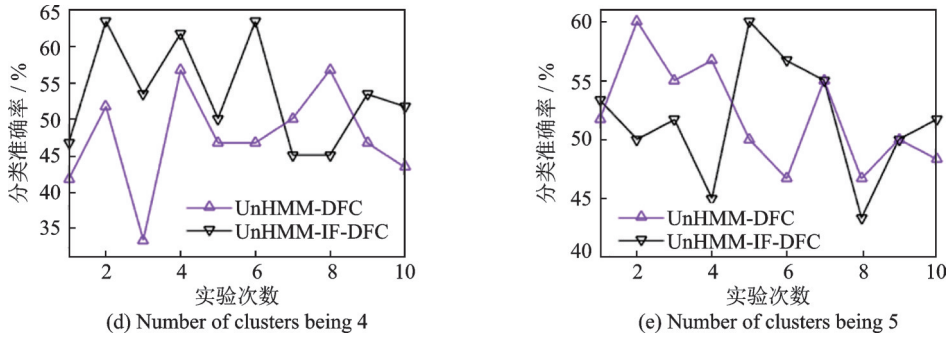 65
60
55
50
45
40
35
分类准确率 / %
UnHMM-DFC
UnHMM-IF-DFC
2 4 6 8 10
实验次数
(d) Number of clusters being 4
60
55
50
45
40
分类准确率 / %
UnHMM-DFC
UnHMM-IF-DFC
2 4 6 8 10
实验次数
(e) Number of clusters being 5